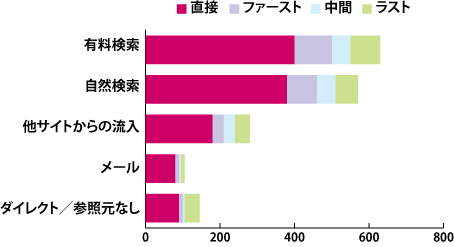 直接 ファースト 中間 ラスト
有料検索
自然検索
他サイトからの流入
メール
ダイレクト／参照元なし
0 200 400 600 800